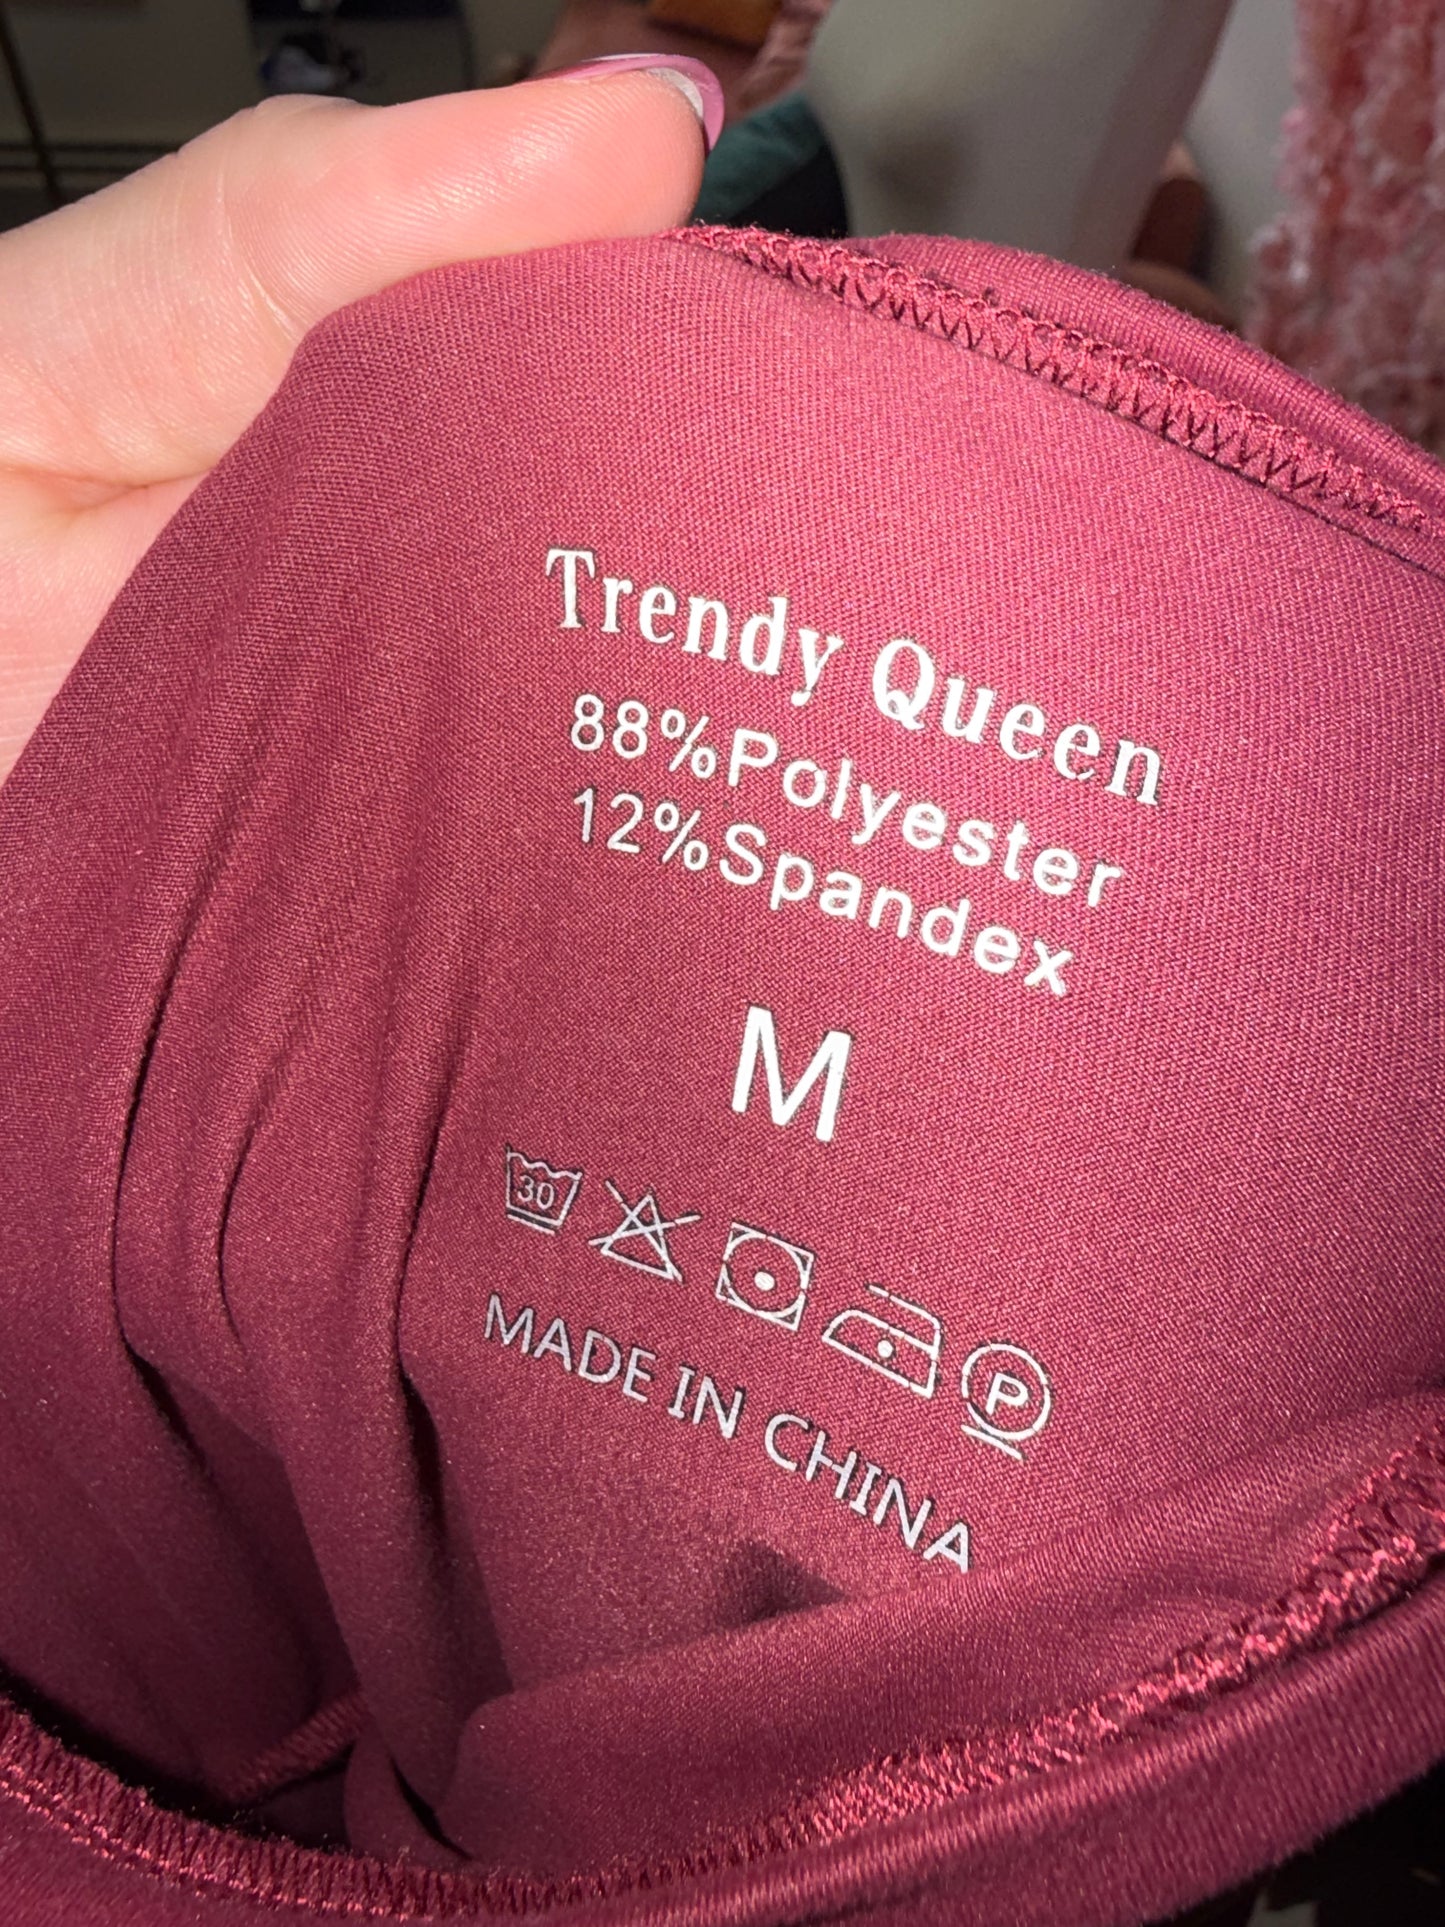 Trendy Queen
88%Polyester
12%Spandex
M
30 P
MADE IN CHINA